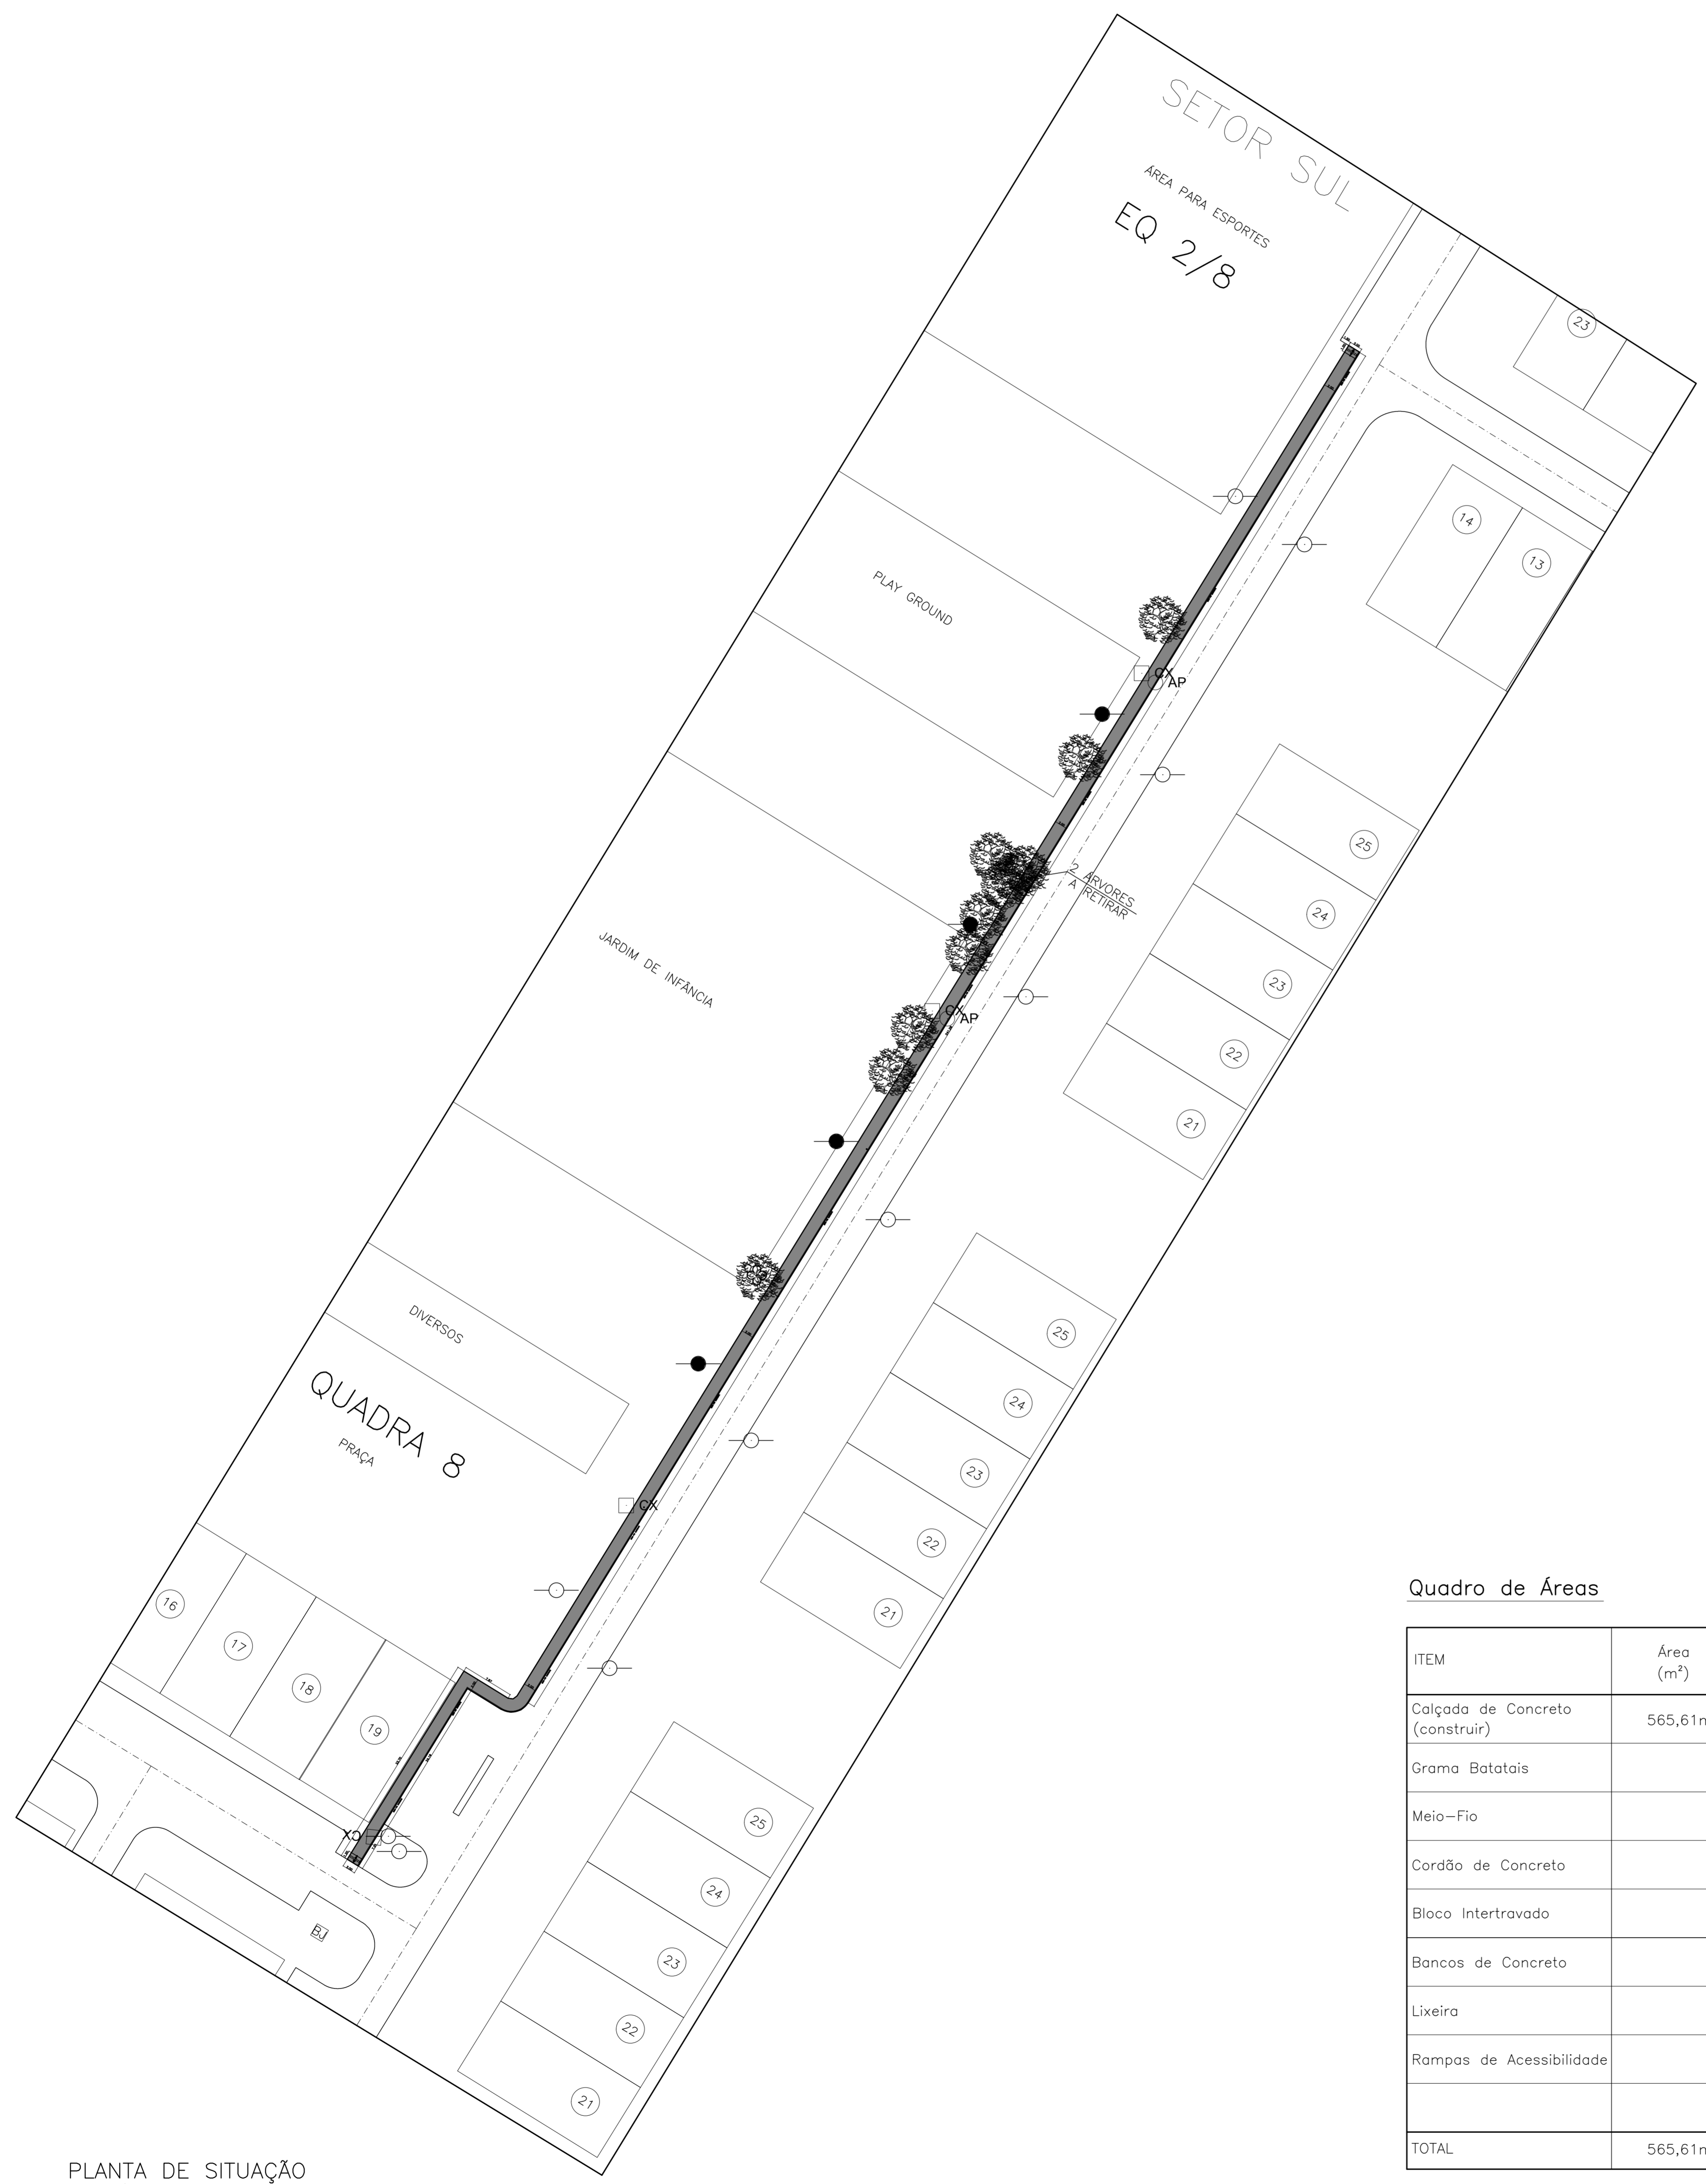 SETOR SUL
ÁREA PARA ESPORTES
EQ 2/8
23
14
13
PLAY GROUND
CX
AP
25
2 ÁRVORES
A RETIRAR
24
23
JARDIM DE INFÂNCIA
CX
AP
22
21
25
DIVERSOS
24
QUADRA 8
PRAÇA
23
CX
22
21
16
17
18
19
25
CX
24
BJ
23
22
21
Quadro de Áreas
ITEM
Área
(m²)
Calçada de Concreto
(construir)
565,61m
Grama Batatais
Meio-Fio
Cordão de Concreto
Bloco Intertravado
Bancos de Concreto
Lixeira
Rampas de Acessibilidade
TOTAL
565,61m
PLANTA DE SITUAÇÃO